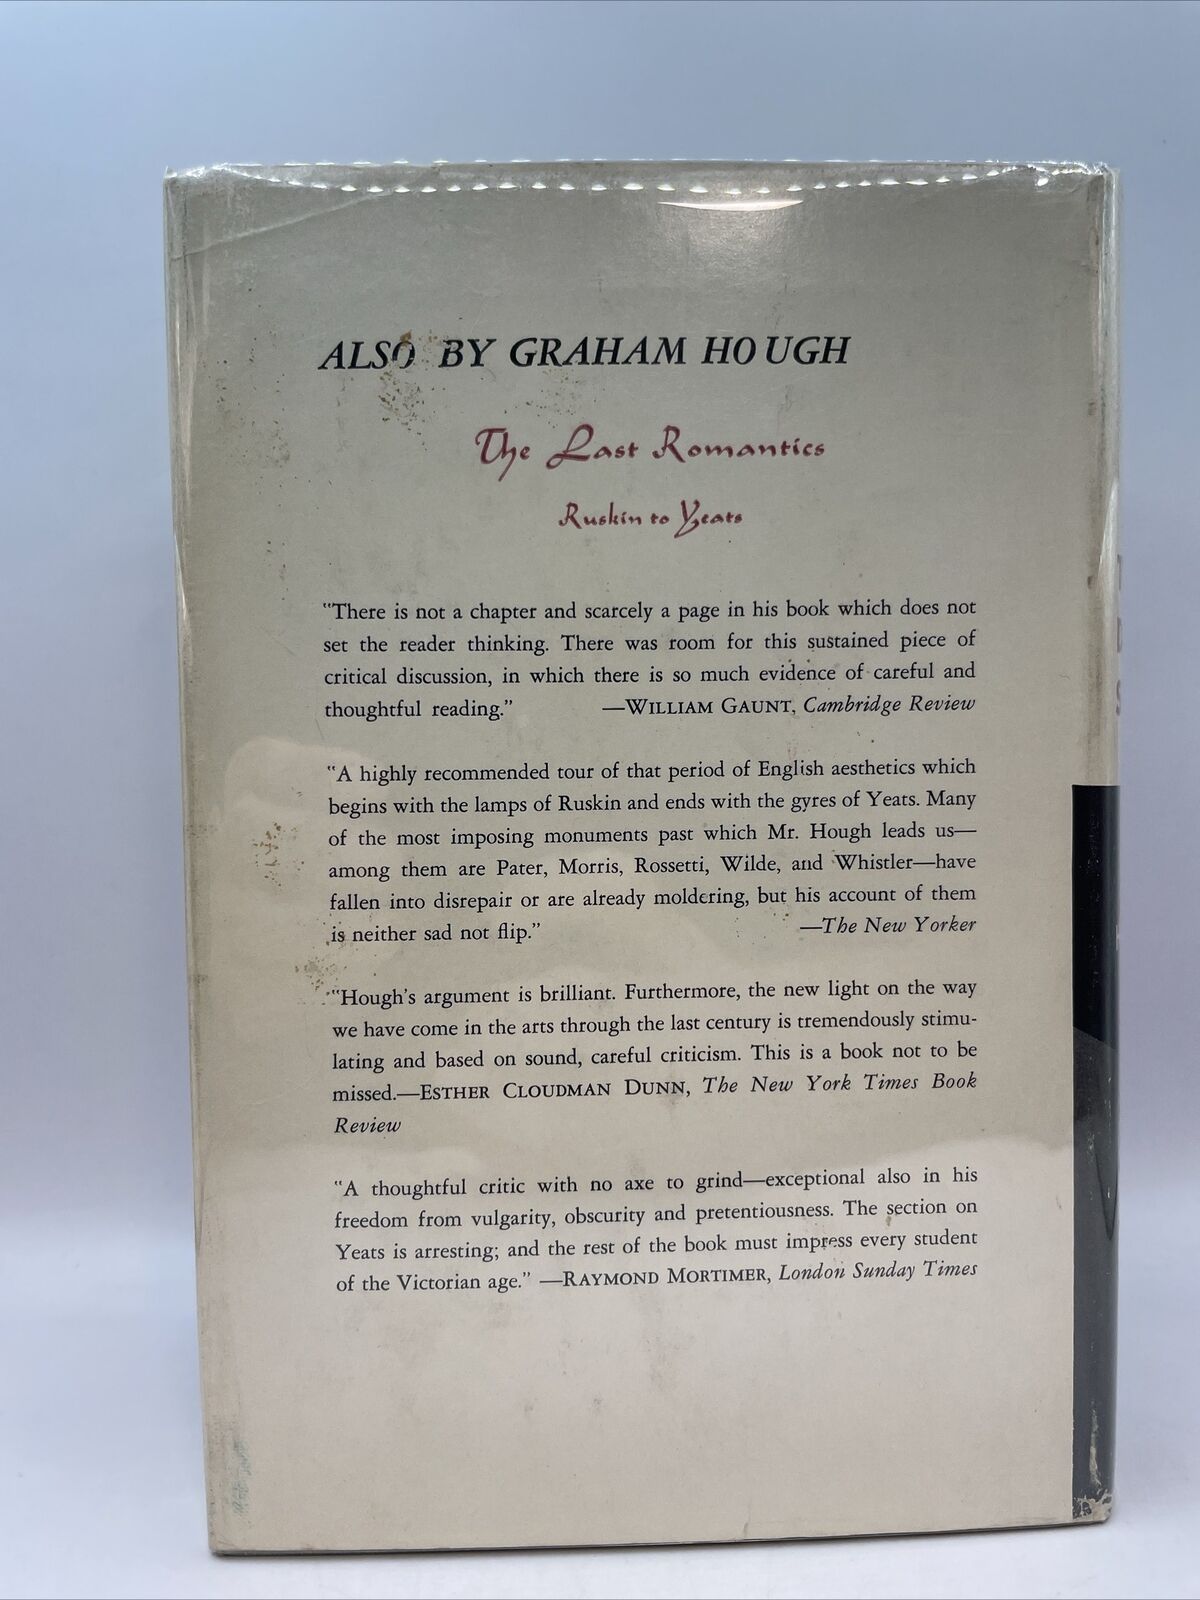 ALSO BY GRAHAM HOUGH
The Last Romantics
Ruskin to Yeats
"There is not a chapter and scarcely a page in his book which does not
set the reader thinking. There was room for this sustained piece of
critical discussion, in which there is so much evidence of careful and
thoughtful reading." —WILLIAM GAUNT, Cambridge Review
"A highly recommended tour of that period of English aesthetics which
begins with the lamps of Ruskin and ends with the gyres of Yeats. Many
of the most imposing monuments past which Mr. Hough leads us—
among them are Pater, Morris, Rossetti, Wilde, and Whistler—have
fallen into disrepair or are already moldering, but his account of them
is neither sad not flip." —The New Yorker
"Hough's argument is brilliant. Furthermore, the new light on the way
we have come in the arts through the last century is tremendously stimu-
lating and based on sound, careful criticism. This is a book not to be
missed.—ESTHER CLOUDMAN DUNN, The New York Times Book
Review
"A thoughtful critic with no axe to grind—exceptional also in his
freedom from vulgarity, obscurity and pretentiousness. The section on
Yeats is arresting; and the rest of the book must impress every student
of the Victorian age." —RAYMOND MORTIMER, London Sunday Times